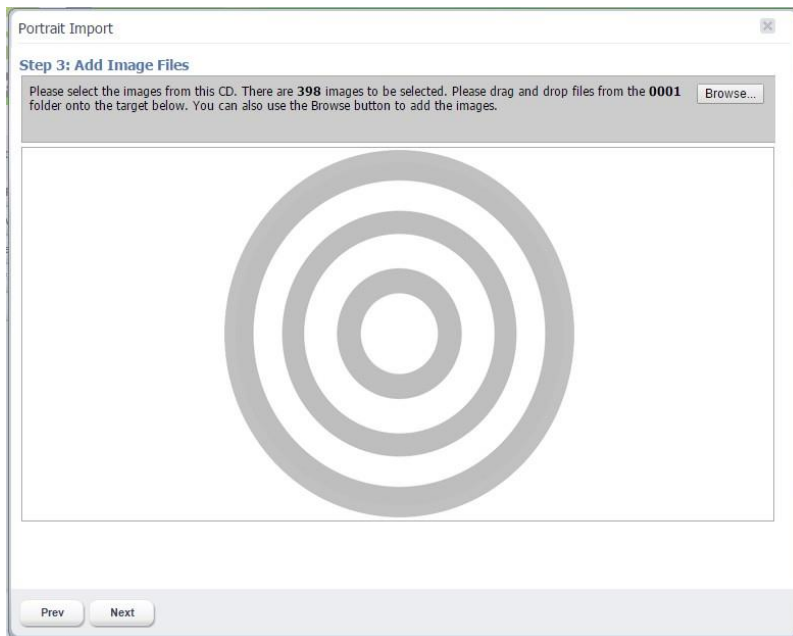 Portrait Import
Step 3: Add Image Files
Please select the images from this CD. There are 398 images to be selected. Please drag and drop files from the 0001
folder onto the target below. You can also use the Browse button to add the images.
Browse...
Prev
Next